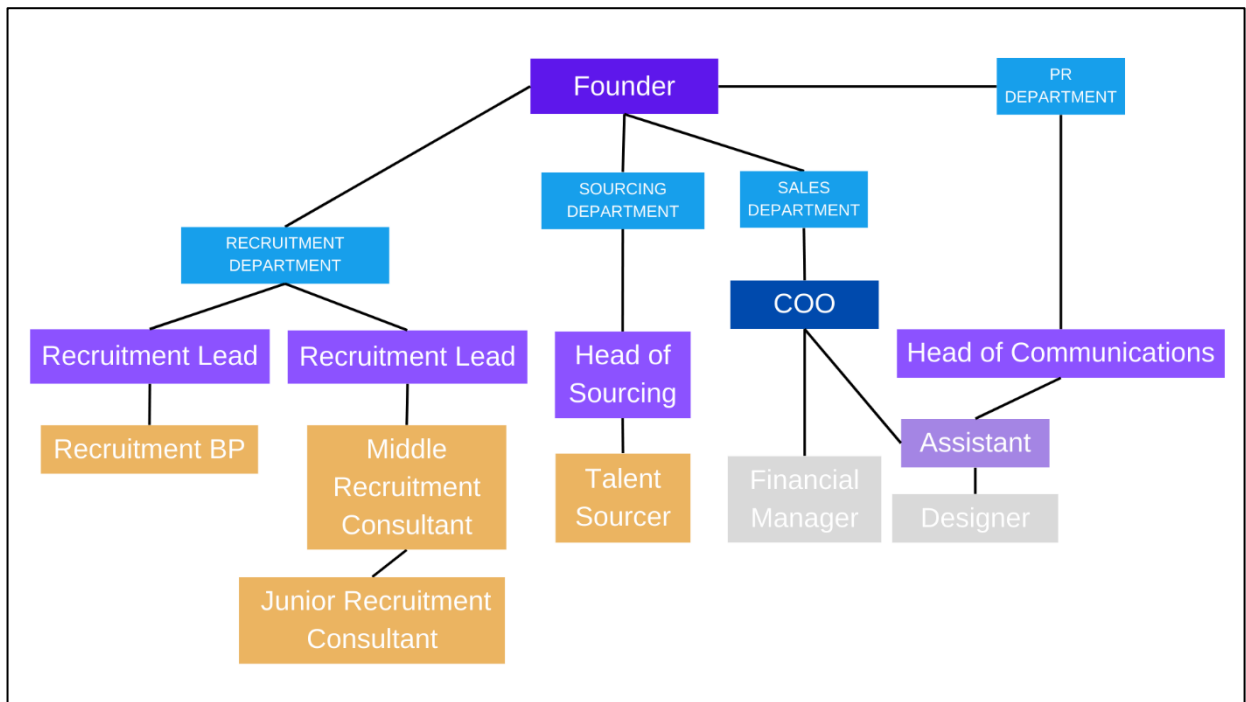 Founder
PR
DEPARTMENT
SOURCING
DEPARTMENT
SALES
DEPARTMENT
RECRUITMENT
DEPARTMENT
COO
Recruitment Lead
Recruitment Lead
Head of
Sourcing
Head of Communications
Recruitment BP
Middle
Recruitment
Consultant
Talent
Sourcer
Financial
Manager
Assistant
Designer
Junior Recruitment
Consultant